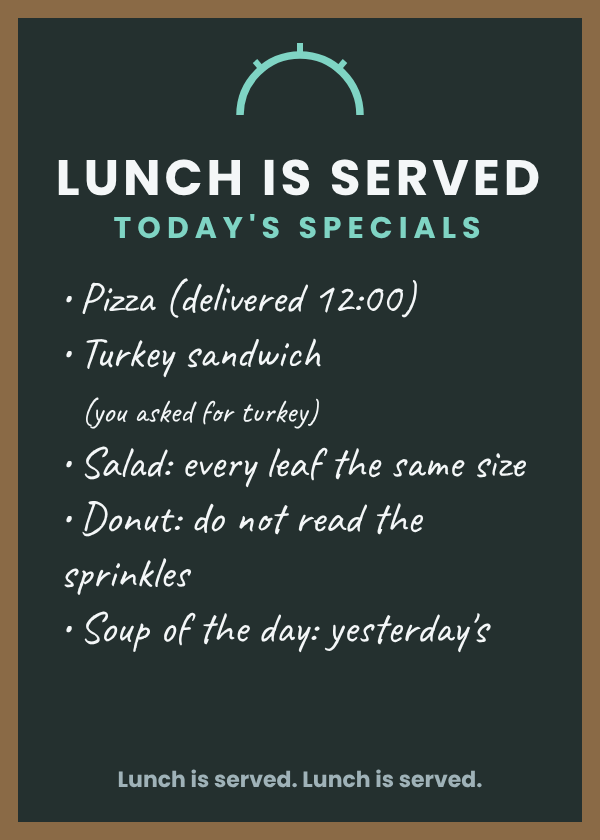 LUNCH IS SERVED
TODAY'S SPECIALS
• Pizza (delivered 12:00)
• Turkey sandwich
(you asked for turkey)
• Salad: every leaf the same size
• Donut: do not read the
sprinkles
• Soup of the day: yesterday's
Lunch is served. Lunch is served.